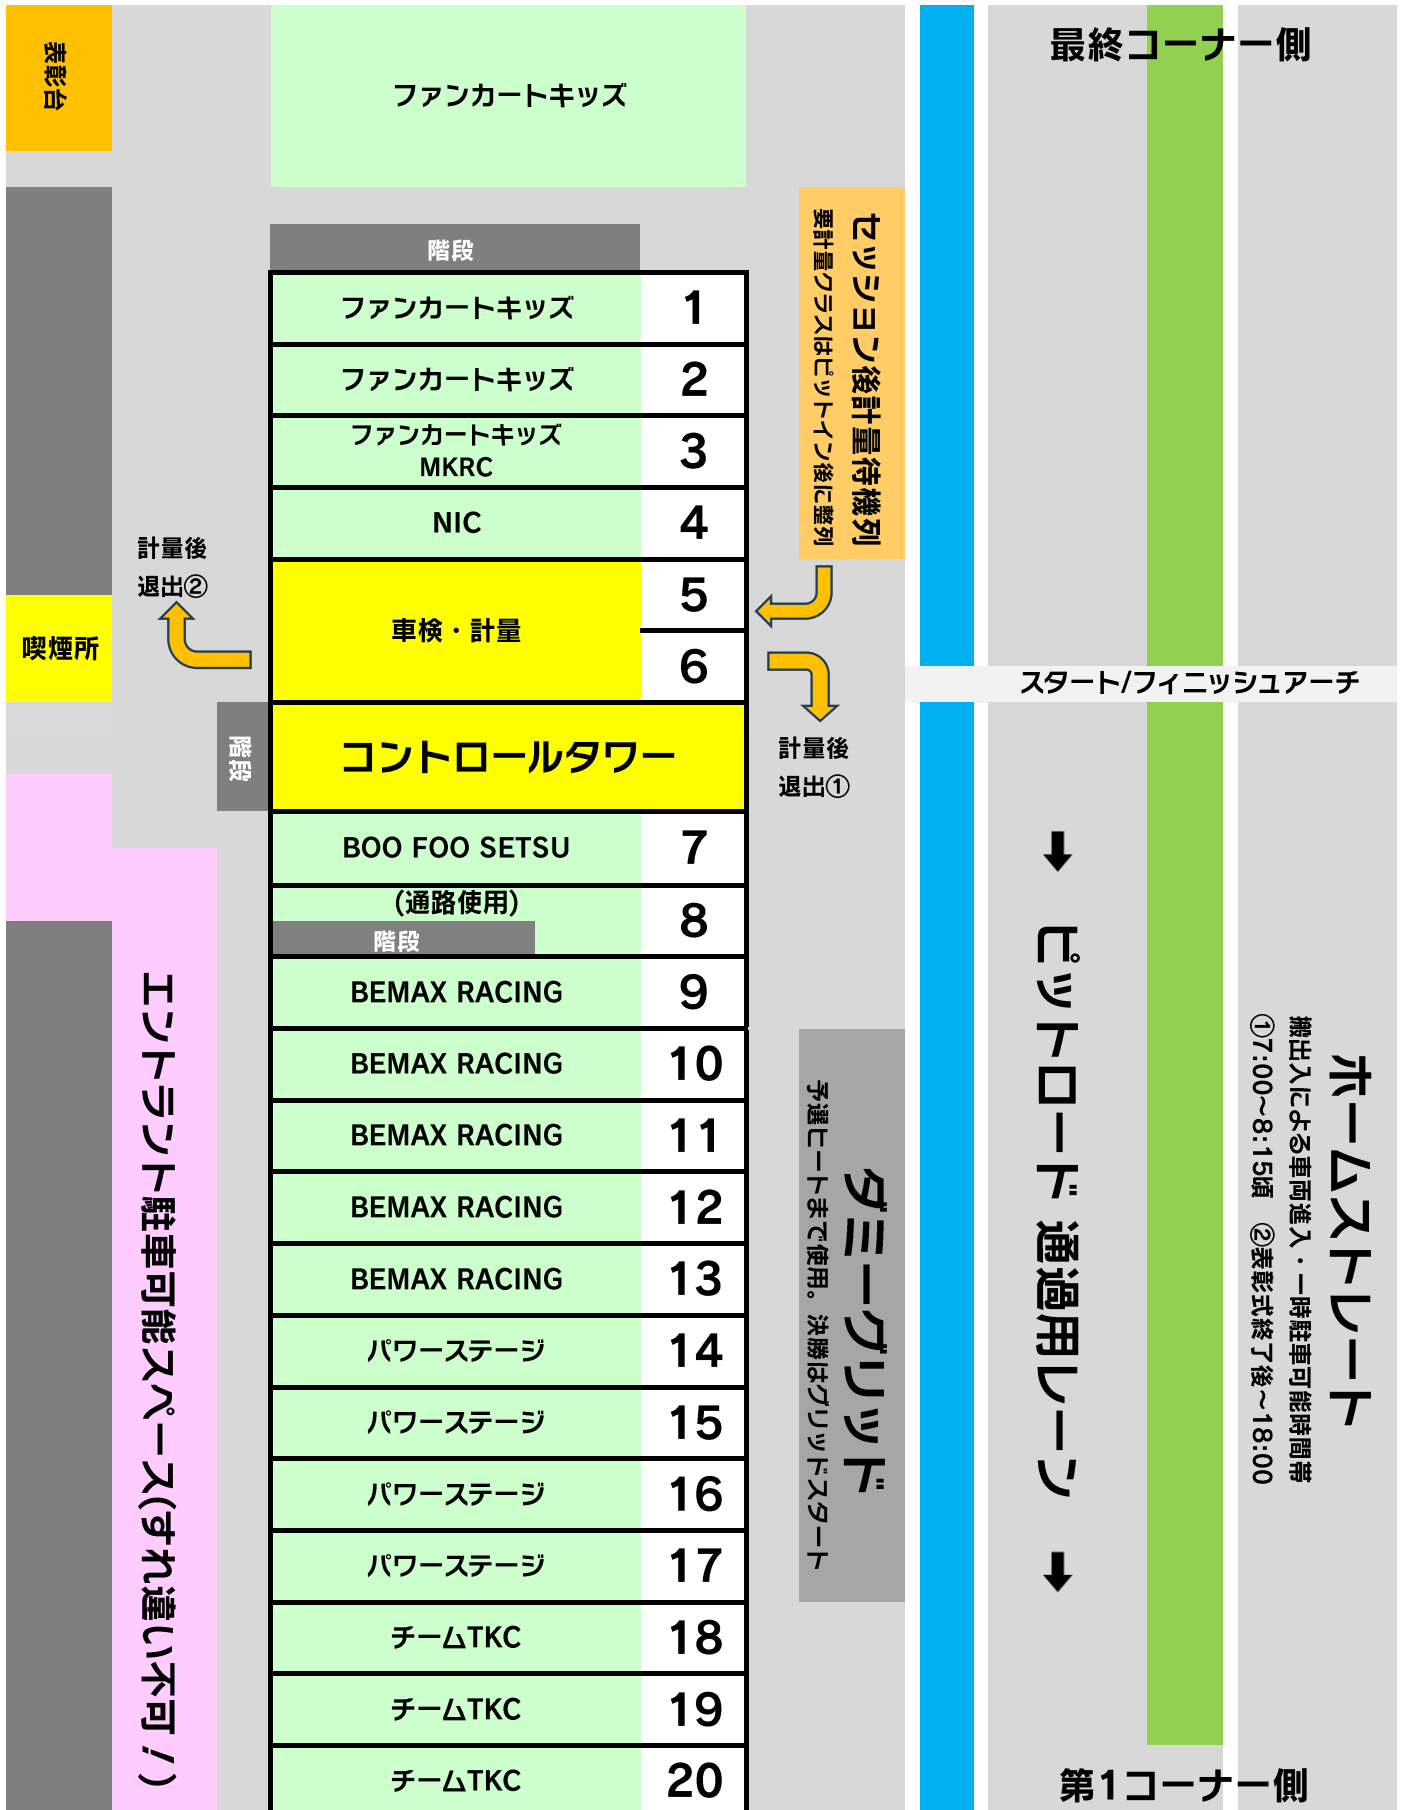 表彰台
ファンカートキッズ
最終コーナー側
階段
セッション後計量待機列
要計量クラスはピットイン後に整列
ファンカートキッズ 1
ファンカートキッズ 2
ファンカートキッズ
MKRC
3
NIC 4
計量後
退出②
車検・計量
5
6
喫煙所
スタート/フィニッシュアーチ
階段
コントロールタワー
計量後
退出①
BOO FOO SETSU 7
(通路使用)
階段
8
BEMAX RACING 9
BEMAX RACING 10
BEMAX RACING 11
BEMAX RACING 12
BEMAX RACING 13
パワーステージ 14
パワーステージ 15
パワーステージ 16
パワーステージ 17
チームTKC 18
チームTKC 19
チームTKC 20
エントラント駐車可能スペース(すれ違い不可！)
ダミーグリッド
予選ヒートまで使用。決勝はグリッドスタート
➡ ピットロード 通過用レーン ➡
ホームストレート
搬出入による車両進入・一時駐車可能時間帯
①7:00～8:15頃 ②表彰式終了後～18:00
第1コーナー側